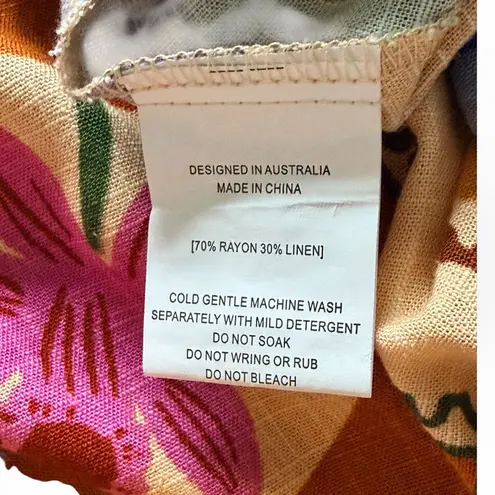 DESIGNED IN AUSTRALIA
MADE IN CHINA
[70% RAYON 30% LINEN]
COLD GENTLE MACHINE WASH
SEPARATELY WITH MILD DETERGENT
DO NOT SOAK
DO NOT WRING OR RUB
DO NOT BLEACH